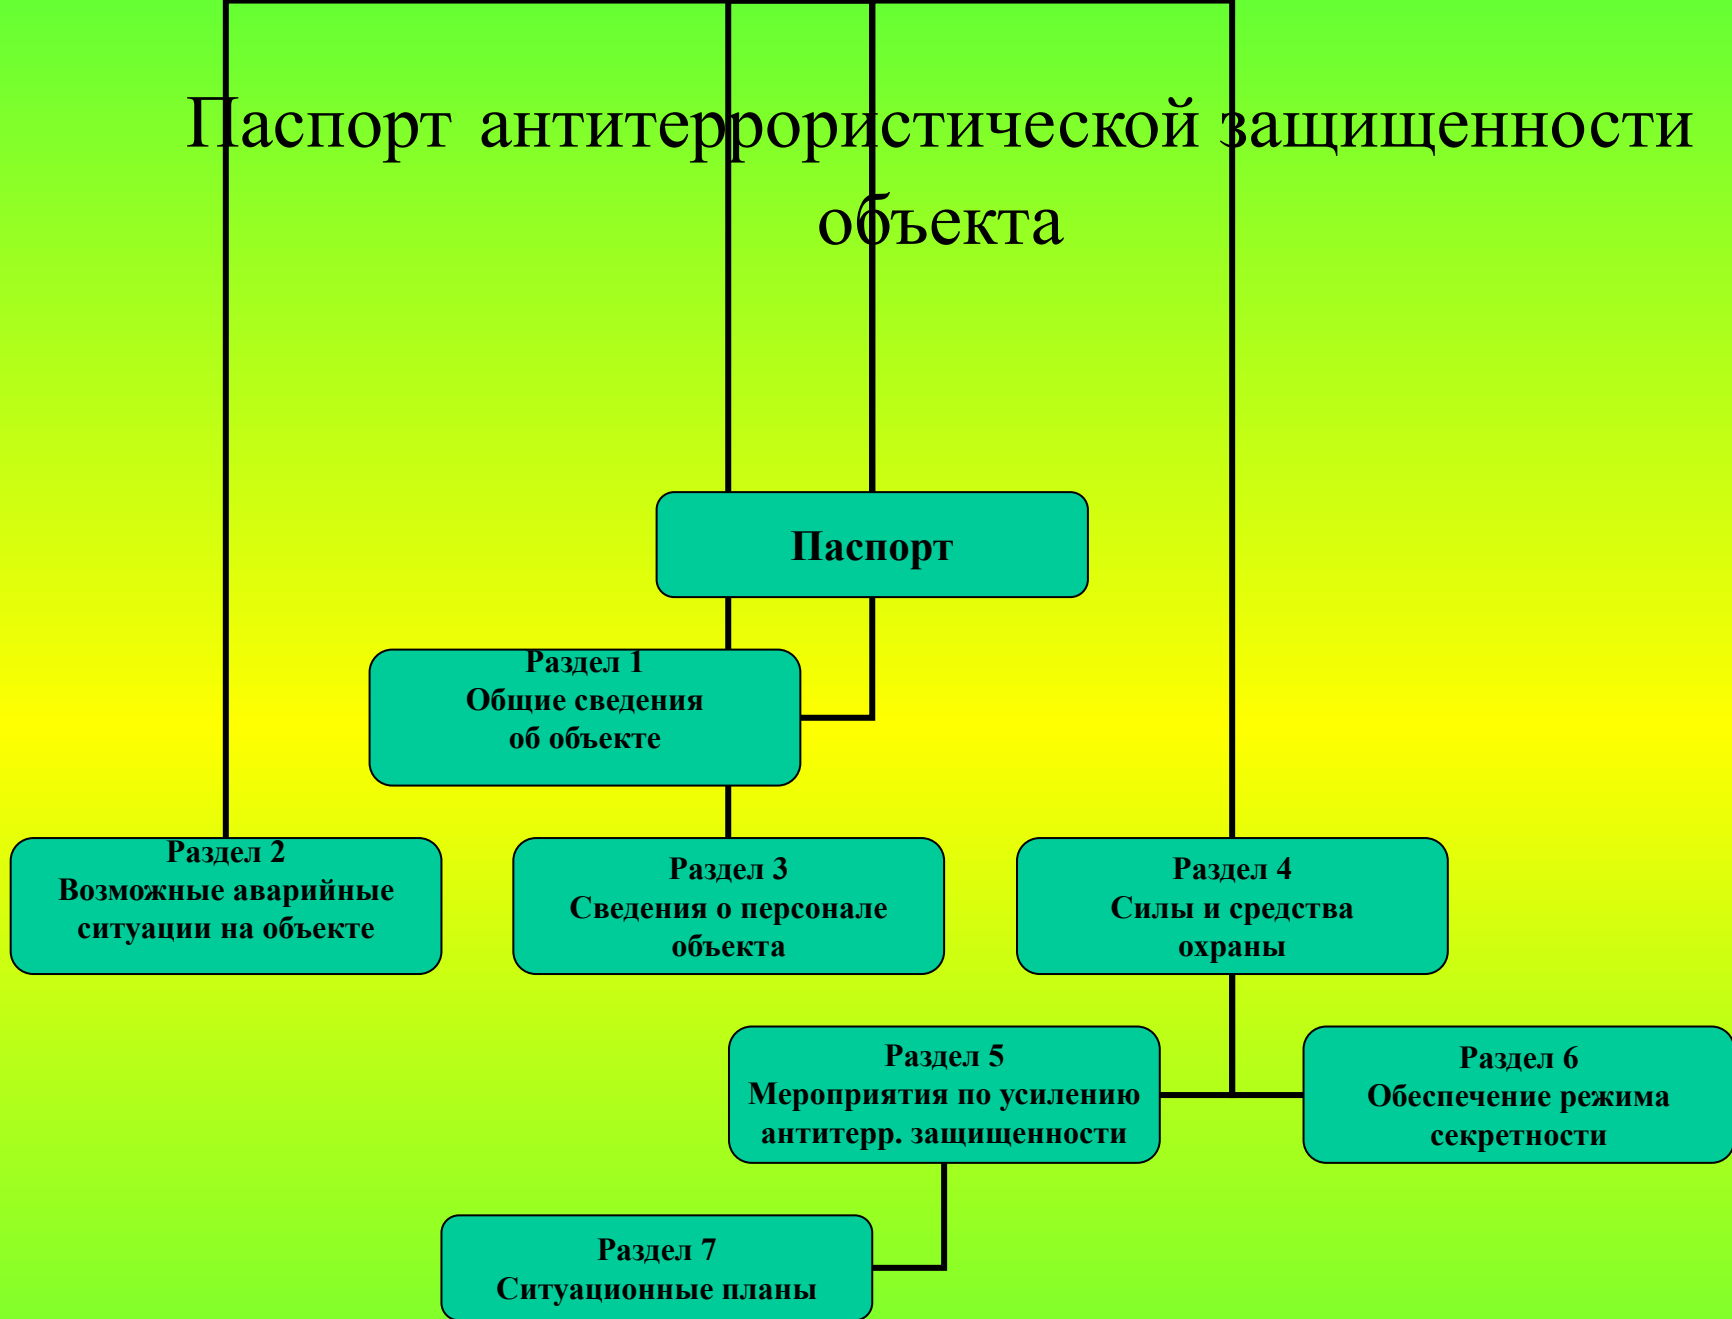 Паспорт антитеррористической защищенности
объекта
Паспорт
Раздел 1
Общие сведения
об объекте
Раздел 2
Возможные аварийные
ситуации на объекте
Раздел 3
Сведения о персонале
объекта
Раздел 4
Силы и средства
охраны
Раздел 5
Мероприятия по усилению
антитерр. защищенности
Раздел 6
Обеспечение режима
секретности
Раздел 7
Ситуационные планы